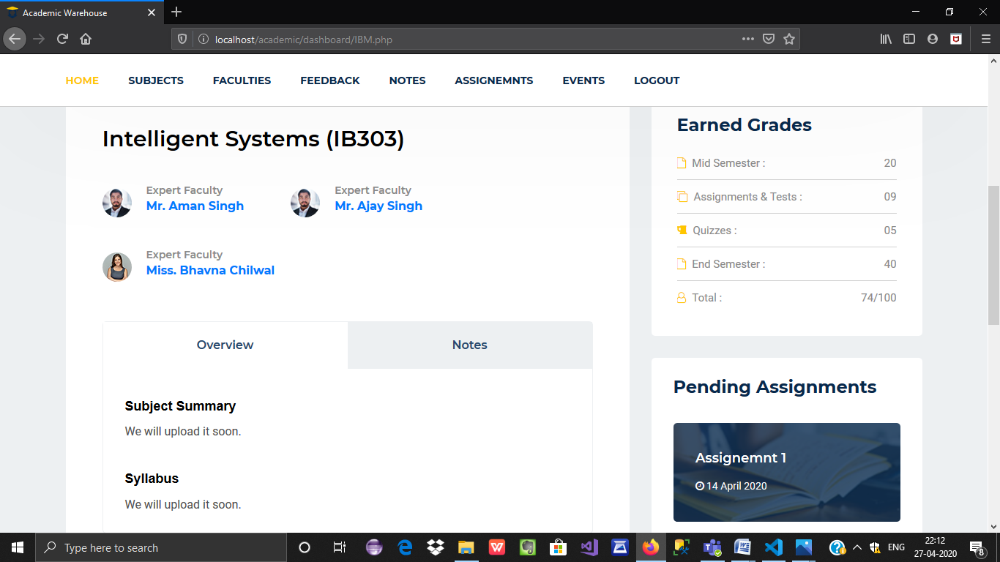 Academic Warehouse
localhost/academic/dashboard/IBM.php
HOME SUBJECTS FACULTIES FEEDBACK NOTES ASSIGNEMNTS EVENTS LOGOUT
Intelligent Systems (IB303)
Expert Faculty
Mr. Aman Singh
Expert Faculty
Mr. Ajay Singh
Expert Faculty
Miss. Bhavna Chilwal
Overview Notes
Subject Summary
We will upload it soon.
Syllabus
We will upload it soon.
Earned Grades
Mid Semester : 20
Assignments & Tests : 09
Quizzes : 05
End Semester : 40
Total : 74/100
Pending Assignments
Assignemnt 1
14 April 2020
Type here to search
ENG
22:12
27-04-2020
8